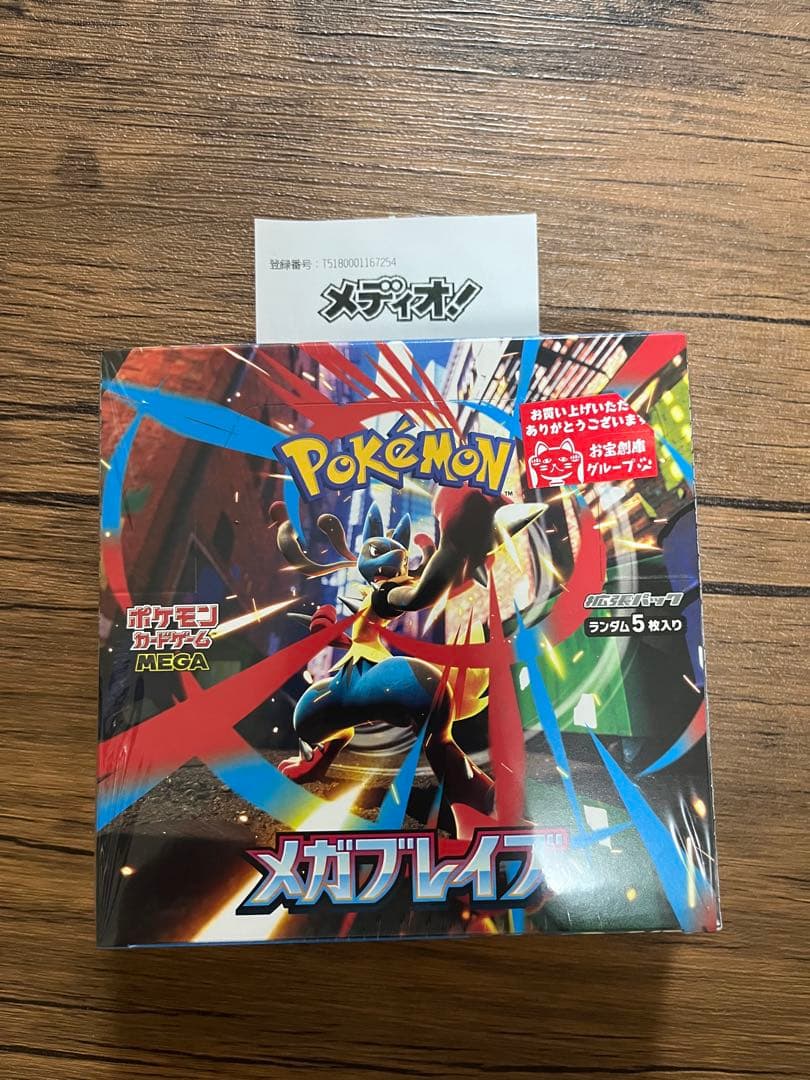 登録番号：T5180001167254
メディオ!
お買い上げいただ
ありがとうございます
お宝創庫
グループ
POKéMON
TM
拡張パック
ランダム5枚入り
ポケモン
カードゲーム
MEGA
メガブレイブ